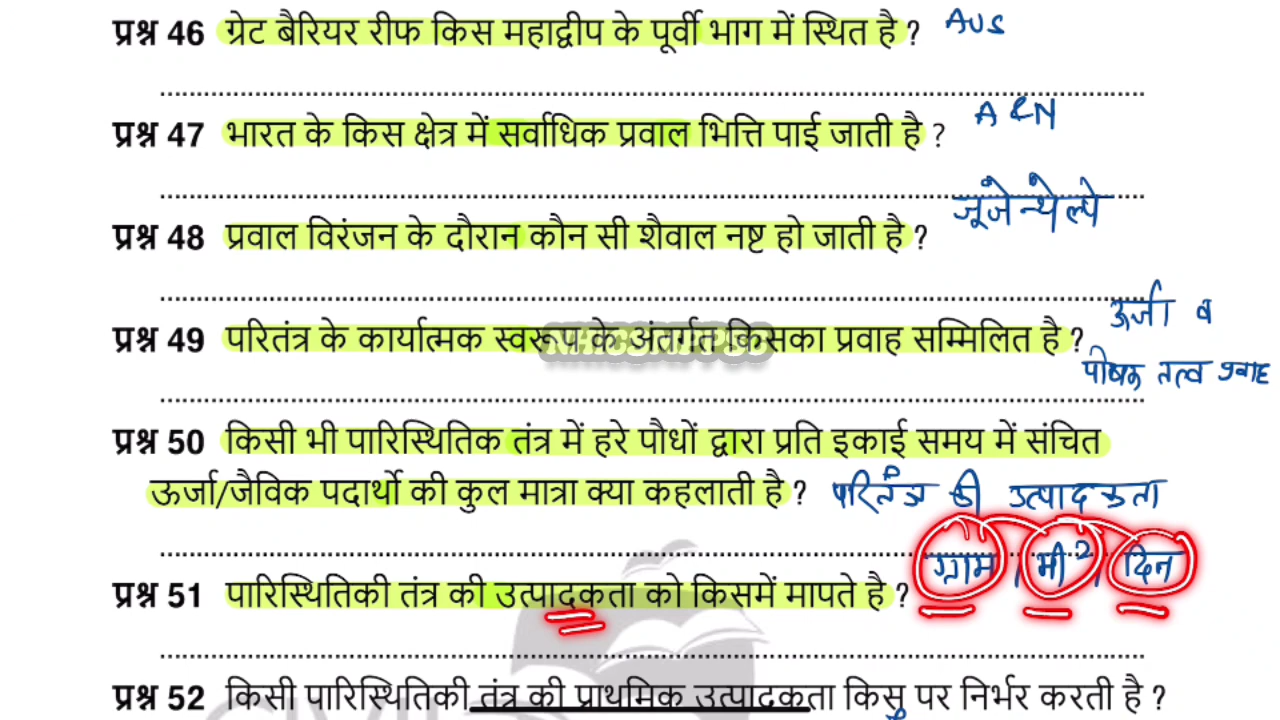 प्रश्न 46 ग्रेट बैरियर रीफ किस महाद्वीप के पूर्वी भाग में स्थित है ? AUS
प्रश्न 47 भारत के किस क्षेत्र में सर्वाधिक प्रवाल भित्ति पाई जाती है ? A & N
प्रश्न 48 प्रवाल विरंजन के दौरान कौन सी शैवाल नष्ट हो जाती है ?
प्रश्न 49 परितंत्र के कार्यात्मक स्वरूप के अंतर्गत किसका प्रवाह सम्मिलित है ? ऊर्जा व
पोषक तत्व प्रवाह
प्रश्न 50 किसी भी पारिस्थितिक तंत्र में हरे पौधों द्वारा प्रति इकाई समय में संचित
ऊर्जा/जैविक पदार्थो की कुल मात्रा क्या कहलाती है ? परितंत्र की उत्पादकता
ग्राम / मी² / दिन
प्रश्न 51 पारिस्थितिकी तंत्र की उत्पादकता को किसमें मापते है ?
प्रश्न 52 किसी पारिस्थितिकी तंत्र की प्राथमिक उत्पादकता किस पर निर्भर करती है ?